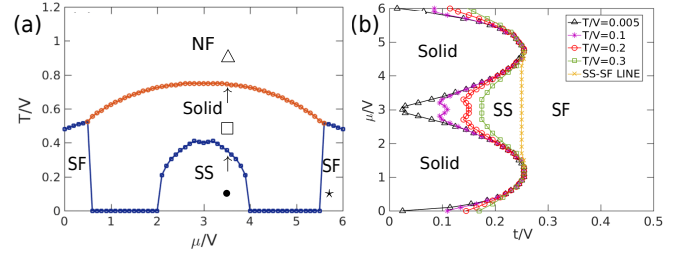 (a)
1.2
1
0.8
0.6
0.4
0.2
0
T/V
NF
Solid
SF
SS
SF
0 1 2 3 4 5 6
μ/V
(b)
6
5
4
3
2
1
0
μ/V
Solid
SS
SF
Solid
T/V=0.005
T/V=0.1
T/V=0.2
T/V=0.3
SS-SF LINE
0 0.1 0.2 0.3 0.4 0.5
t/V